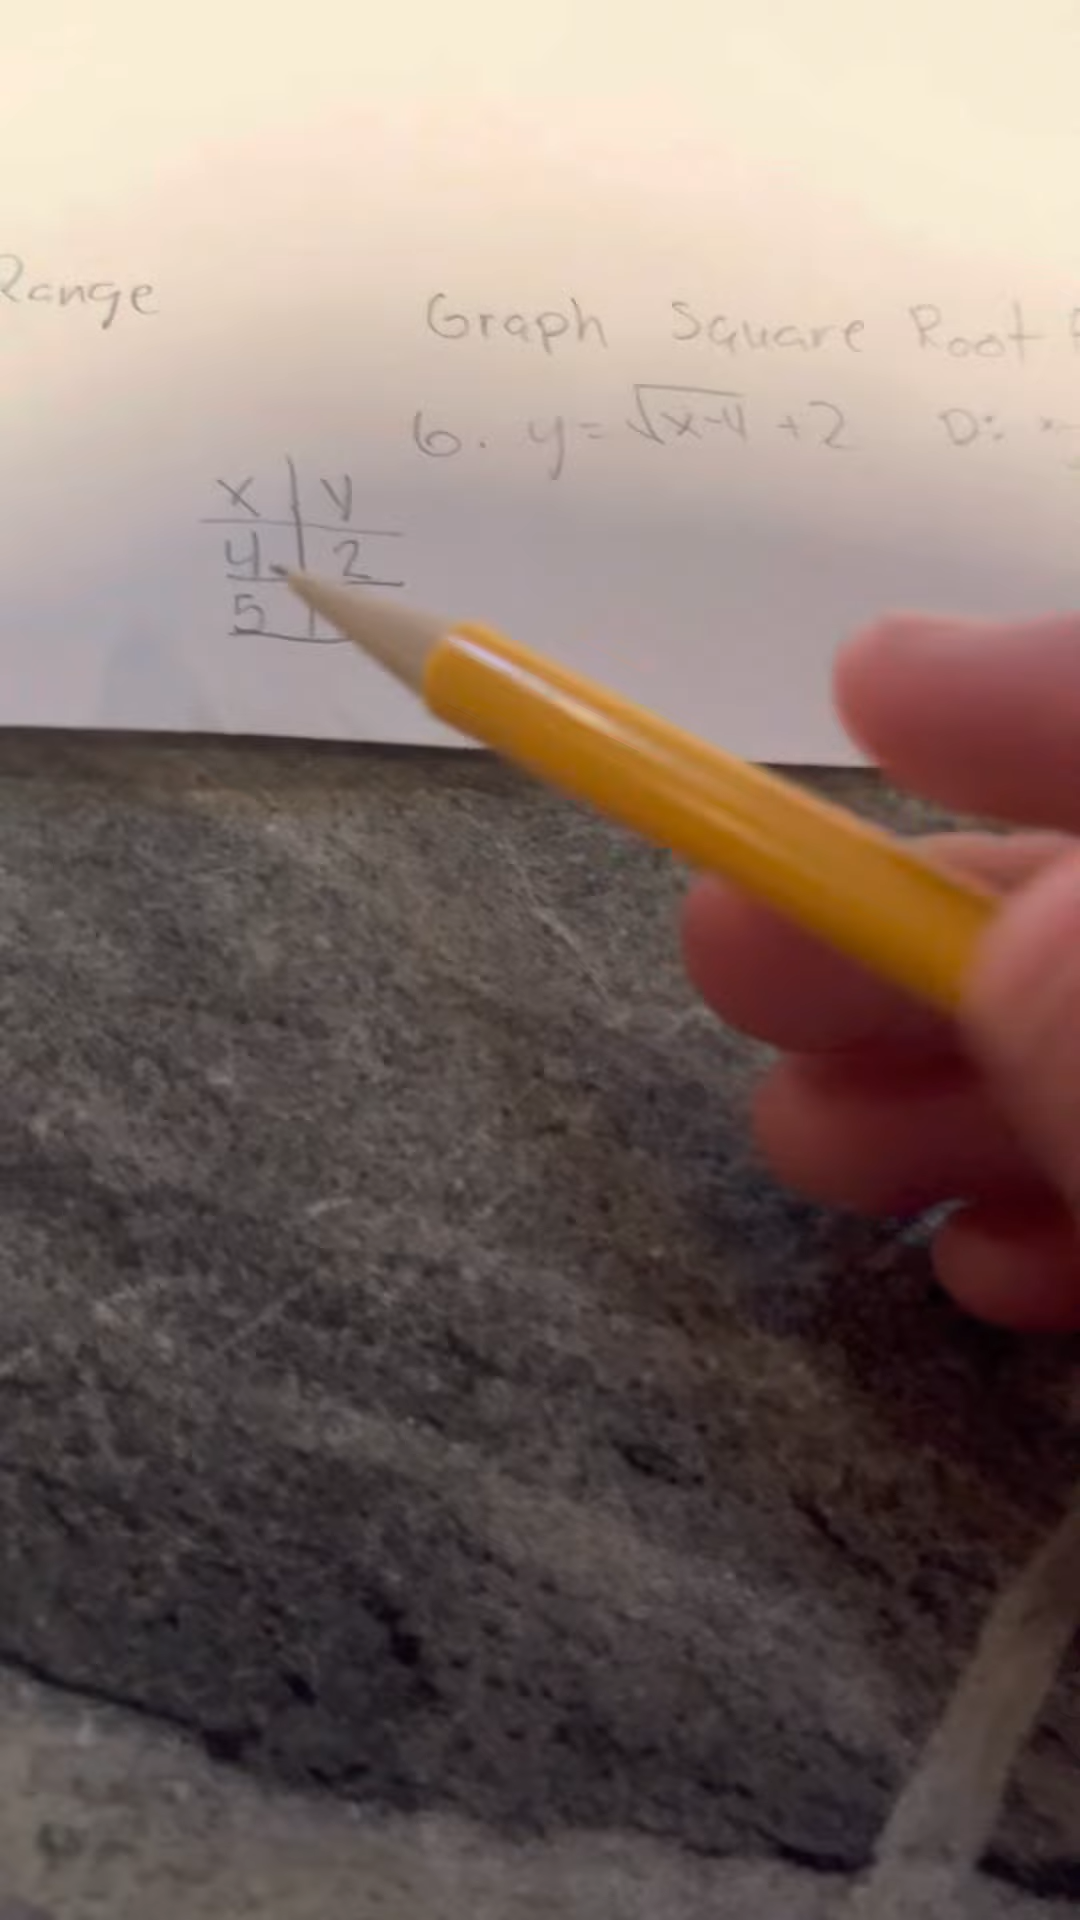 Range
Graph Square Root
6. y = √x-4 + 2 D:
x y
4 2
5